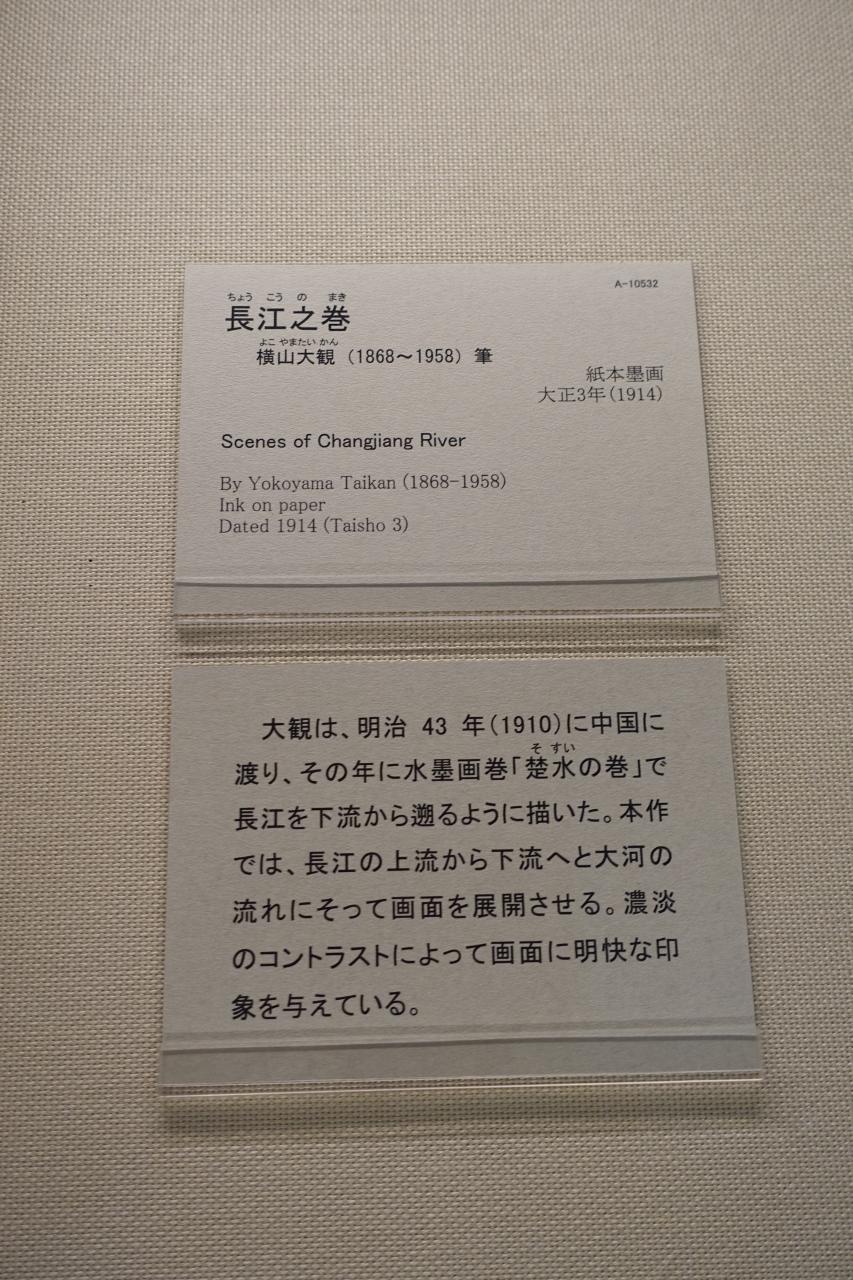 A-10532
ちょう こう の まき
長江之巻
よこ やまたい かん
横山大観（1868～1958）筆
紙本墨画
大正3年（1914）
Scenes of Changjiang River
By Yokoyama Taikan (1868-1958)
Ink on paper
Dated 1914 (Taisho 3)
大観は、明治 43 年（1910）に中国に
そ すい
渡り、その年に水墨画巻「楚水の巻」で
長江を下流から遡るように描いた。本作
では、長江の上流から下流へと大河の
流れにそって画面を展開させる。濃淡
のコントラストによって画面に明快な印
象を与えている。